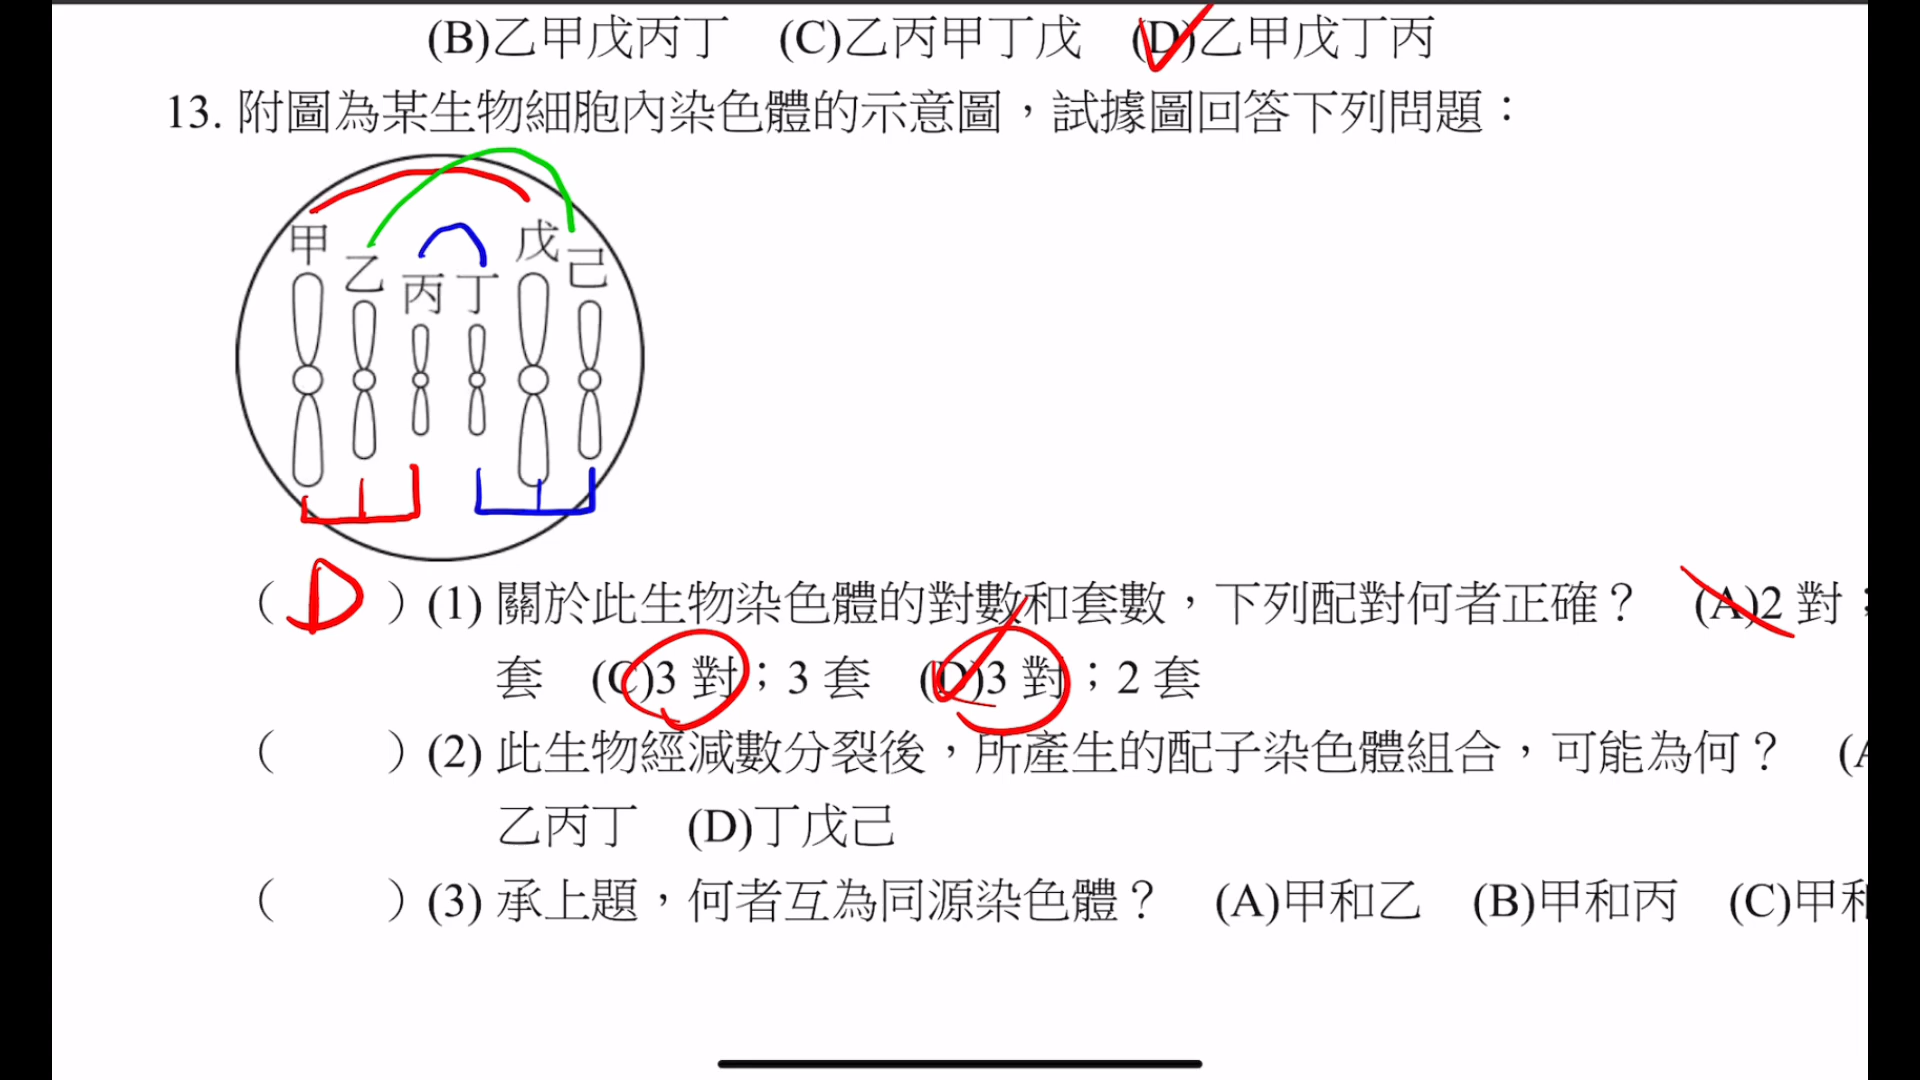 (B)乙甲戊丙丁 (C)乙丙甲丁戊 (D)乙甲戊丁丙
13. 附圖為某生物細胞內染色體的示意圖，試據圖回答下列問題：
甲 乙 丙 丁 戊 己
( D ) (1) 關於此生物染色體的對數和套數，下列配對何者正確？ (A)2 對；
套 (C)3 對；3 套 (D)3 對；2 套
( ) (2) 此生物經減數分裂後，所產生的配子染色體組合，可能為何？ (A
乙丙丁 (D)丁戊己
( ) (3) 承上題，何者互為同源染色體？ (A)甲和乙 (B)甲和丙 (C)甲和